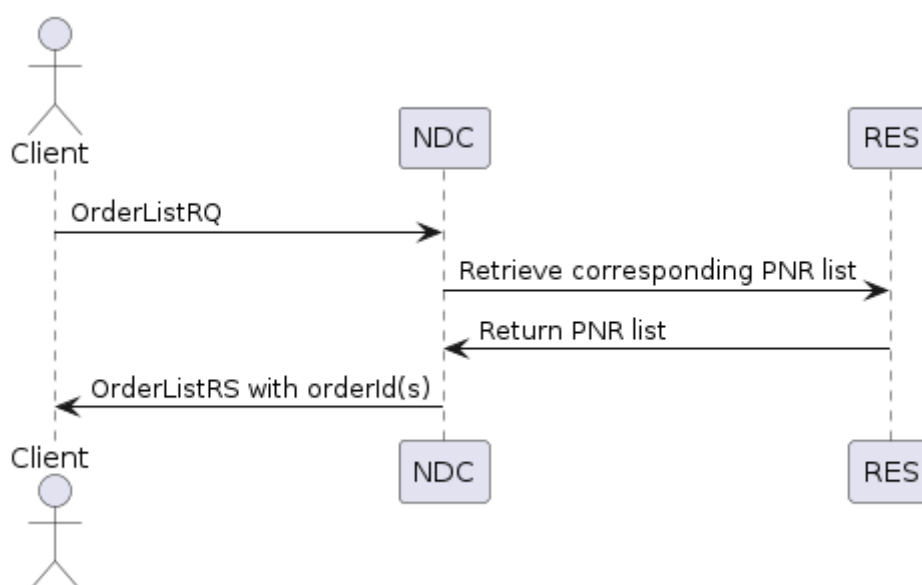 Client
NDC
RES
OrderListRQ
Retrieve corresponding PNR list
Return PNR list
OrderListRS with orderId(s)
Client
NDC
RES